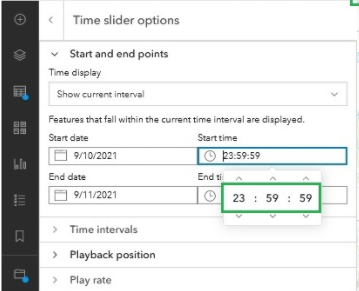 Time slider options
Start and end points
Time display
Show current interval
Features that fall within the current time interval are displayed.
Start date Start time
9/10/2021 23:59:59
End date End ti
9/11/2021
23 : 59 : 59
Time intervals
Playback position
Play rate